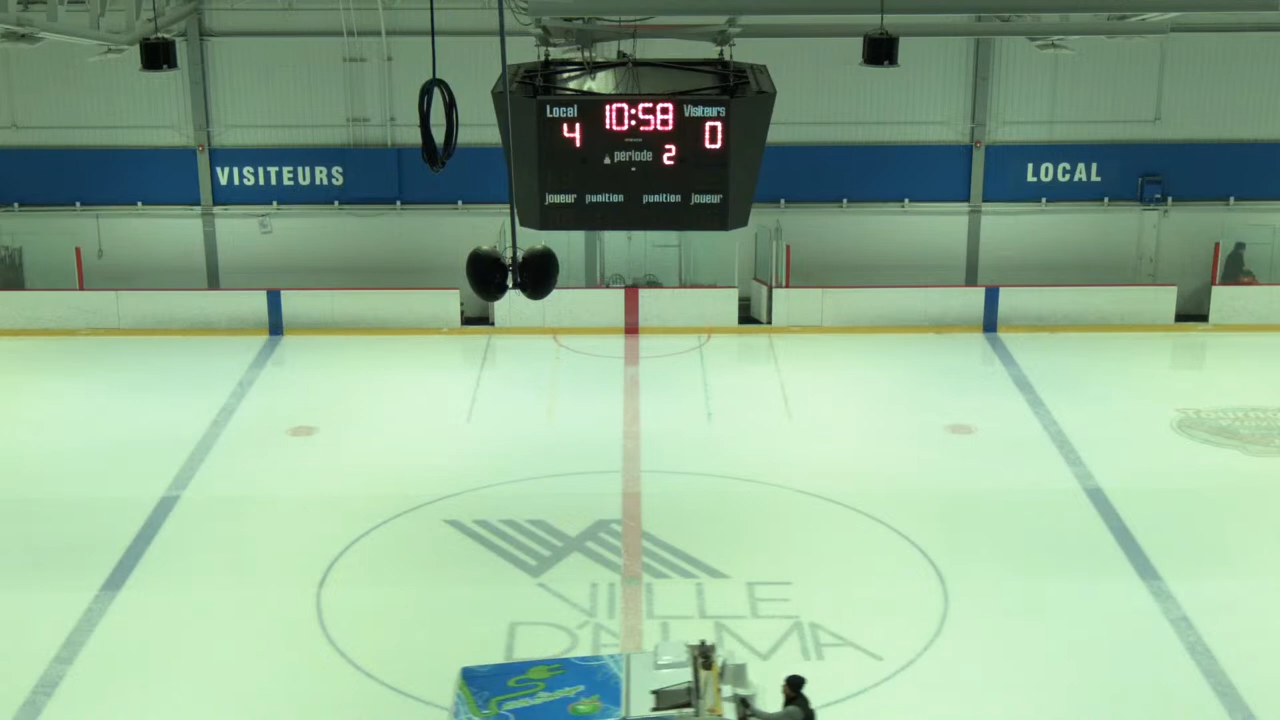 Local 10:58 Visiteurs
4 0
période 2
joueur punition punition joueur
VISITEURS
LOCAL
VILLE
D'ALMA